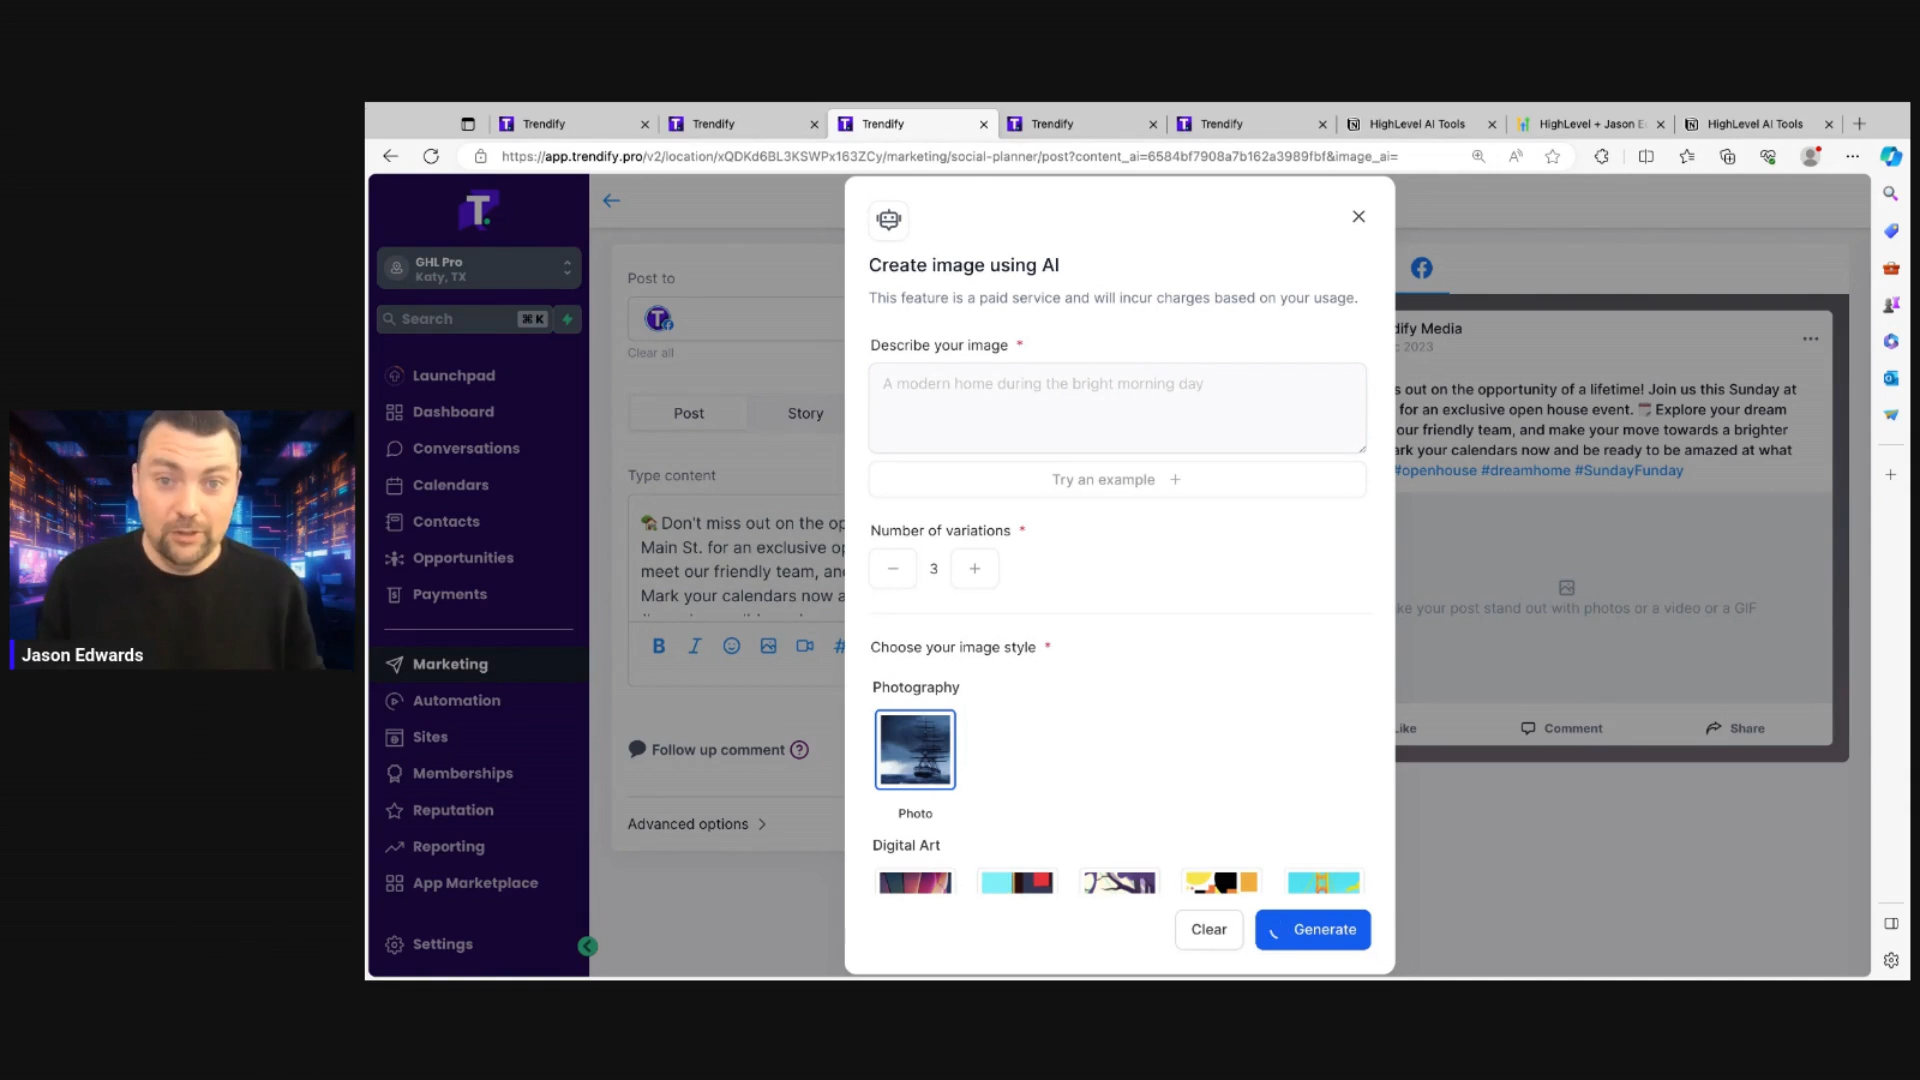 Trendify
Trendify
Trendify
Trendify
Trendify
HighLevel AI Tools
HighLevel + Jason E
HighLevel AI Tools
https://app.trendify.pro/v2/location/xQDKd6BL3KSWPx163ZCy/marketing/social-planner/post?content_ai=6584bf7908a7b162a3989fbf&image_ai=
T.
GHL Pro
Katy, TX
Search ⌘ K
Launchpad
Dashboard
Conversations
Calendars
Contacts
Opportunities
Payments
Marketing
Automation
Sites
Memberships
Reputation
Reporting
App Marketplace
Settings
Jason Edwards
Post to
Clear all
Post
Story
Type content
Don't miss out on the op
Main St. for an exclusive o
meet our friendly team, an
Mark your calendars now a
B I #
Follow up comment ?
Advanced options
Create image using AI
This feature is a paid service and will incur charges based on your usage.
Describe your image *
A modern home during the bright morning day
Try an example +
Number of variations *
− 3 +
Choose your image style *
Photography
Photo
Digital Art
Clear
Generate
dify Media
2023
s out on the opportunity of a lifetime! Join us this Sunday at
for an exclusive open house event. Explore your dream
our friendly team, and make your move towards a brighter
ark your calendars now and be ready to be amazed at what
#openhouse #dreamhome #SundayFunday
ke your post stand out with photos or a video or a GIF
Like
Comment
Share